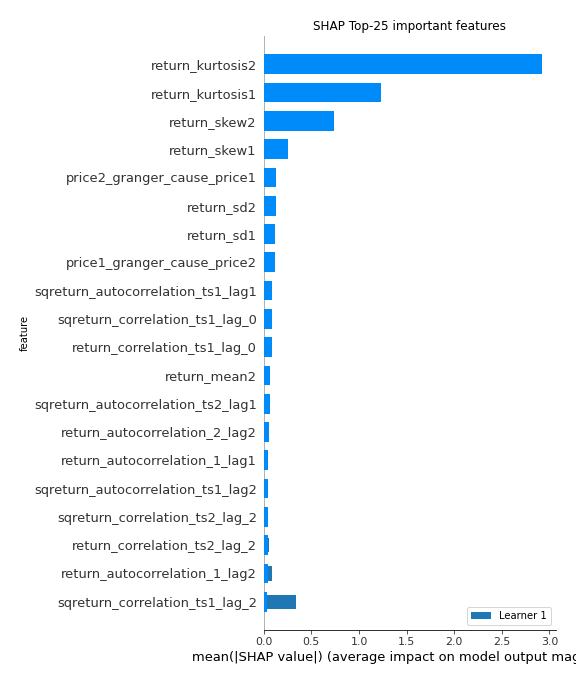 SHAP Top-25 important features
return_kurtosis2
return_kurtosis1
return_skew2
return_skew1
price2_granger_cause_price1
return_sd2
return_sd1
price1_granger_cause_price2
sqreturn_autocorrelation_ts1_lag1
sqreturn_correlation_ts1_lag_0
return_correlation_ts1_lag_0
return_mean2
sqreturn_autocorrelation_ts2_lag1
return_autocorrelation_2_lag2
return_autocorrelation_1_lag1
sqreturn_autocorrelation_ts1_lag2
sqreturn_correlation_ts2_lag_2
return_correlation_ts2_lag_2
return_autocorrelation_1_lag2
sqreturn_correlation_ts1_lag_2
feature
Learner 1
0.0 0.5 1.0 1.5 2.0 2.5 3.0
mean(|SHAP value|) (average impact on model output mag